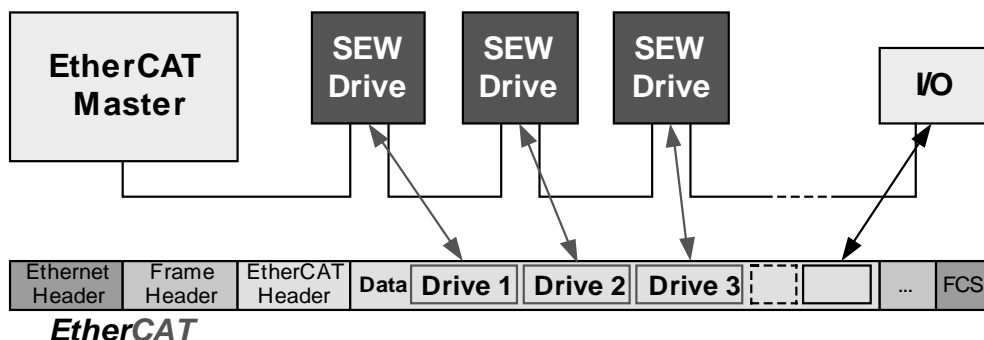 EtherCAT
Master
SEW
Drive
SEW
Drive
SEW
Drive
I/O
Ethernet
Header
Frame
Header
EtherCAT
Header
Data
Drive 1
Drive 2
Drive 3
...
FCS
EtherCAT